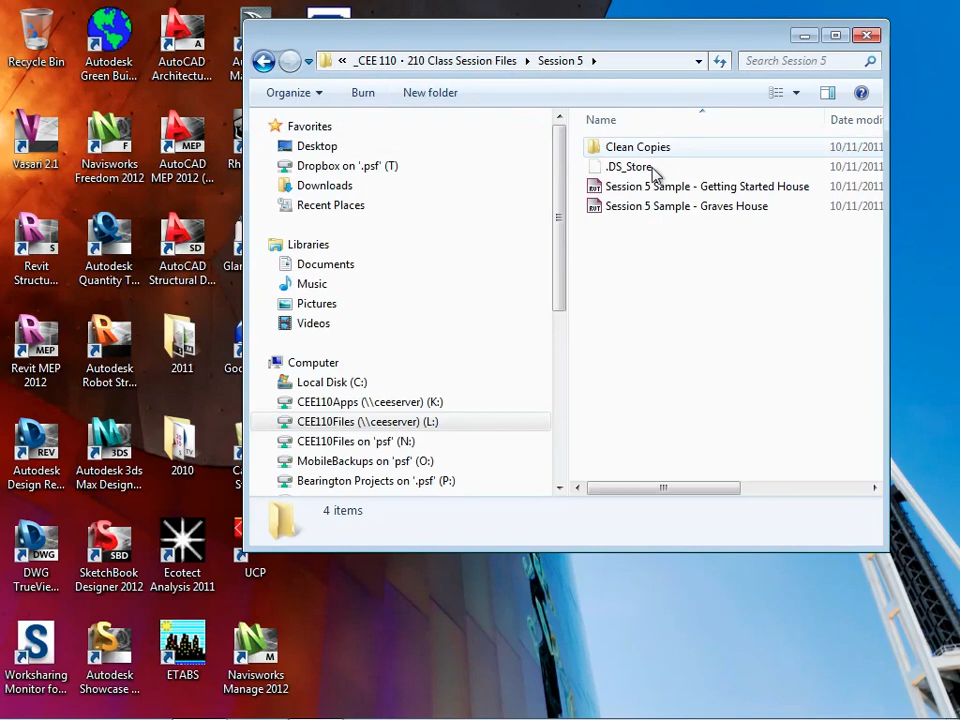 Recycle Bin
Autodesk
Green Bui...
AutoCAD
Architectu...
Vasari 2.1
Navisworks
Freedom 2012
AutoCAD
MEP 2012 (...
Revit
Structu...
Autodesk
Quantity T...
AutoCAD
Structural D...
Revit MEP
2012
Autodesk
Robot Str...
2011
Autodesk
Design Re...
Autodesk 3ds
Max Design...
2010
DWG
TrueVie...
SketchBook
Designer 2012
Ecotect
Analysis 2011
UCP
Worksharing
Monitor fo...
Autodesk
Showcase ...
ETABS
Navisworks
Manage 2012
« _CEE 110 - 210 Class Session Files Session 5
Search Session 5
Organize Burn New folder
Favorites
Desktop
Dropbox on '.psf' (T)
Downloads
Recent Places
Libraries
Documents
Music
Pictures
Videos
Computer
Local Disk (C:)
CEE110Apps (\\ceeserver) (K:)
CEE110Files (\\ceeserver) (L:)
CEE110Files on 'psf' (N:)
MobileBackups on 'psf' (O:)
Bearington Projects on '.psf' (P:)
Name Date modi
Clean Copies 10/11/2011
.DS_Store 10/11/2011
Session 5 Sample - Getting Started House 10/11/2011
Session 5 Sample - Graves House 10/11/2011
4 items